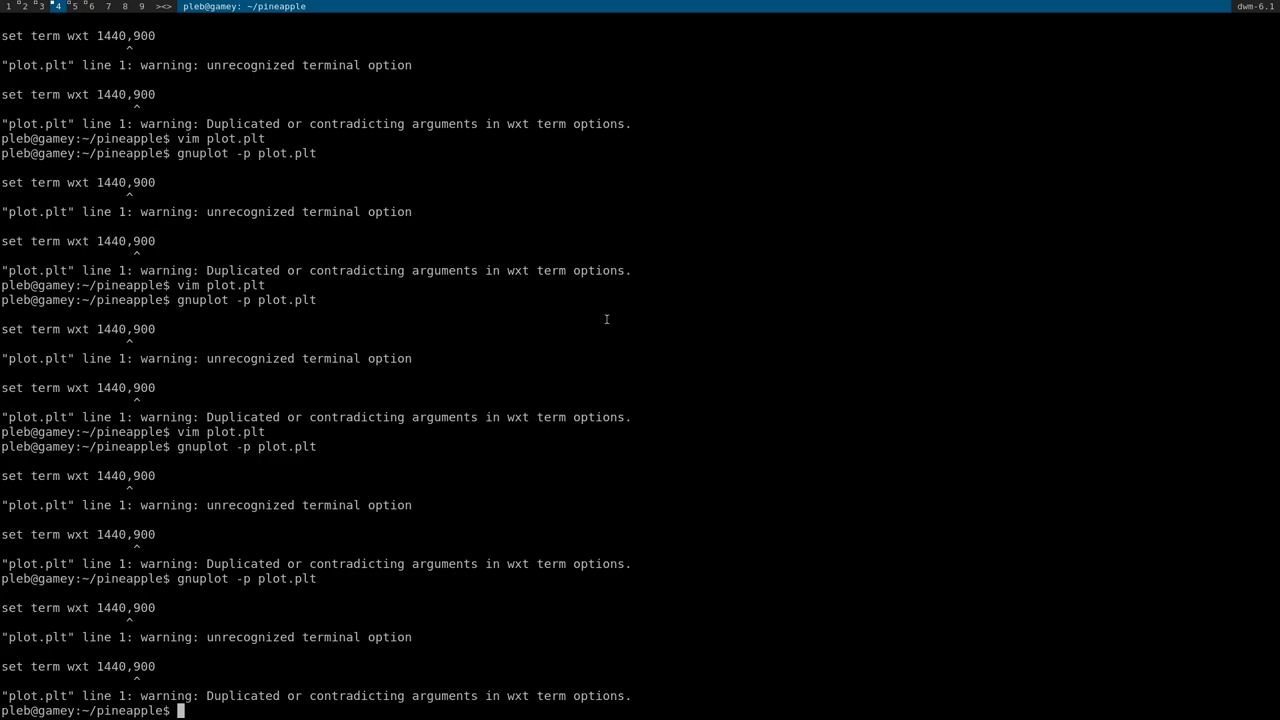 1 2 3 4 5 6 7 8 9 ><> pleb@gamey: ~/pineapple dwm-6.1
set term wxt 1440,900
^
"plot.plt" line 1: warning: unrecognized terminal option
set term wxt 1440,900
^
"plot.plt" line 1: warning: Duplicated or contradicting arguments in wxt term options.
pleb@gamey:~/pineapple$ vim plot.plt
pleb@gamey:~/pineapple$ gnuplot -p plot.plt
set term wxt 1440,900
^
"plot.plt" line 1: warning: unrecognized terminal option
set term wxt 1440,900
^
"plot.plt" line 1: warning: Duplicated or contradicting arguments in wxt term options.
pleb@gamey:~/pineapple$ vim plot.plt
pleb@gamey:~/pineapple$ gnuplot -p plot.plt
set term wxt 1440,900
^
"plot.plt" line 1: warning: unrecognized terminal option
set term wxt 1440,900
^
"plot.plt" line 1: warning: Duplicated or contradicting arguments in wxt term options.
pleb@gamey:~/pineapple$ vim plot.plt
pleb@gamey:~/pineapple$ gnuplot -p plot.plt
set term wxt 1440,900
^
"plot.plt" line 1: warning: unrecognized terminal option
set term wxt 1440,900
^
"plot.plt" line 1: warning: Duplicated or contradicting arguments in wxt term options.
pleb@gamey:~/pineapple$ gnuplot -p plot.plt
set term wxt 1440,900
^
"plot.plt" line 1: warning: unrecognized terminal option
set term wxt 1440,900
^
"plot.plt" line 1: warning: Duplicated or contradicting arguments in wxt term options.
pleb@gamey:~/pineapple$